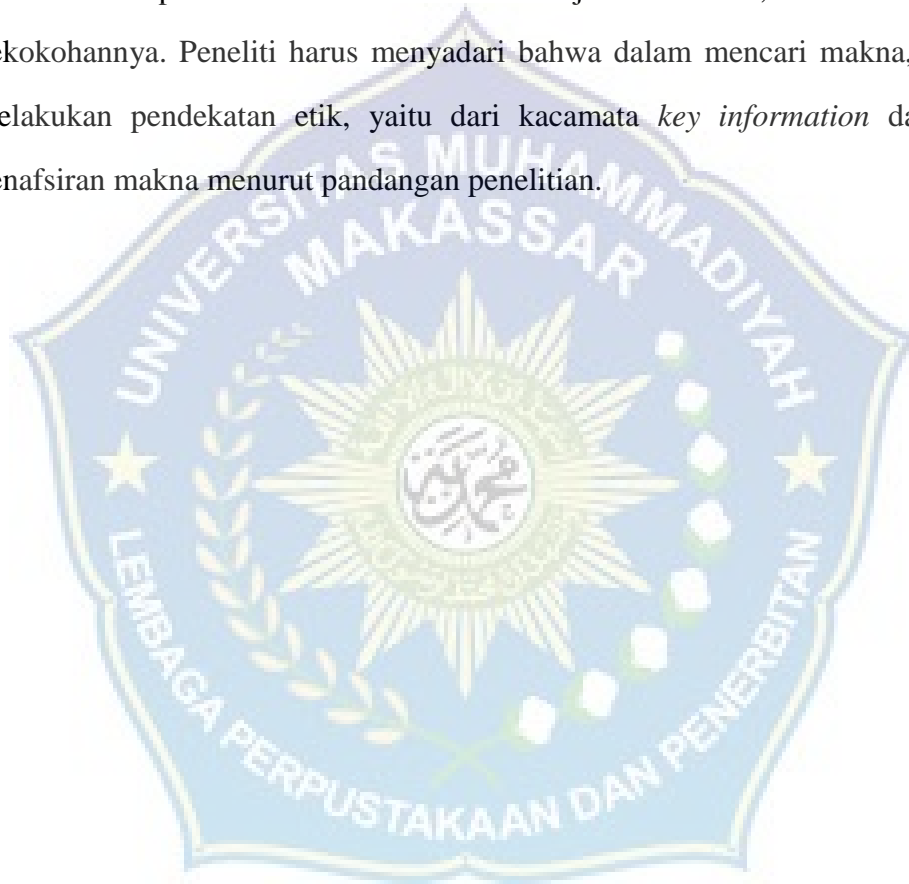 ekokohannya. Peneliti harus menyadari bahwa dalam mencari makna,
elakukan pendekatan etik, yaitu dari kacamata key information da
enafsiran makna menurut pandangan penelitian.
UNIVERSITAS MUHAMMADIYAH
MAKASSAR
محمدية
LEMBAGA PERPUSTAKAAN DAN PENERBITAN